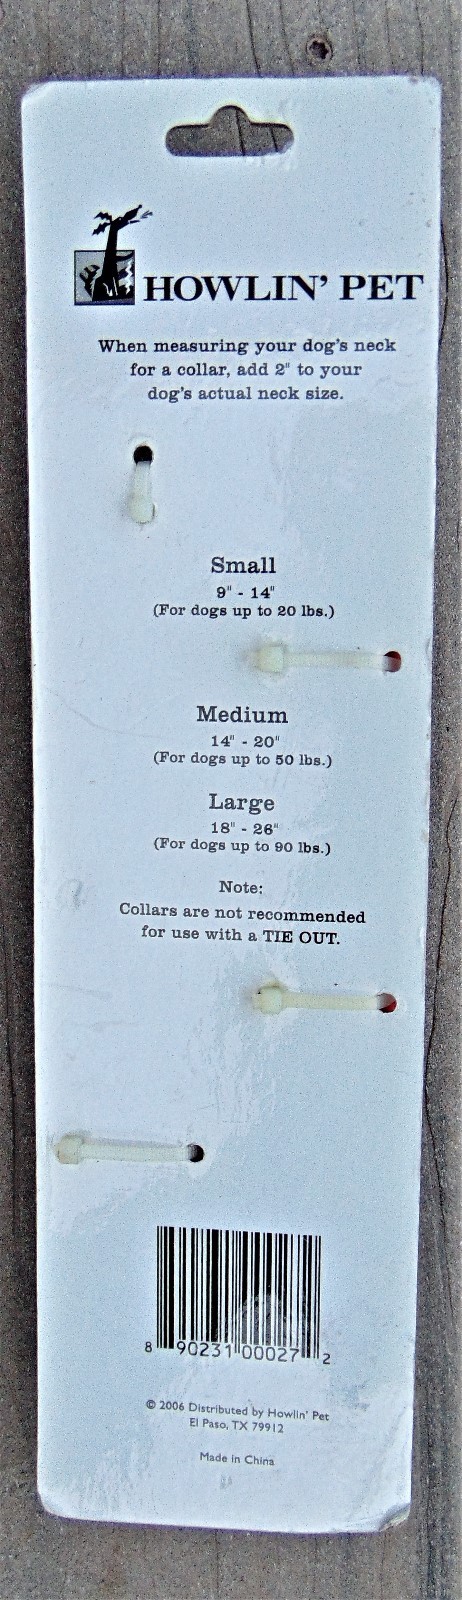 HOWLIN' PET
When measuring your dog's neck
for a collar, add 2" to your
dog's actual neck size.
Small
9" - 14"
(For dogs up to 20 lbs.)
Medium
14" - 20"
(For dogs up to 50 lbs.)
Large
18" - 26"
(For dogs up to 90 lbs.)
Note:
Collars are not recommended
for use with a TIE OUT.
8 90231 00027 2
© 2006 Distributed by Howlin' Pet
El Paso, TX 79912
Made in China